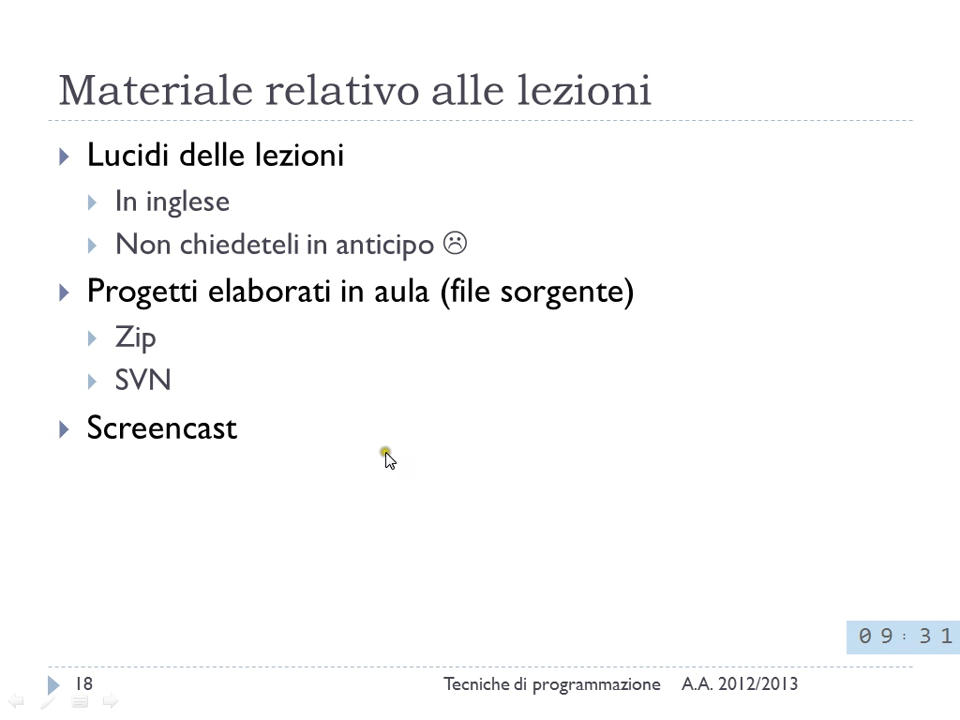 Materiale relativo alle lezioni
Lucidi delle lezioni
In inglese
Non chiedeteli in anticipo ☹
Progetti elaborati in aula (file sorgente)
Zip
SVN
Screencast
09:31
18 Tecniche di programmazione A.A. 2012/2013